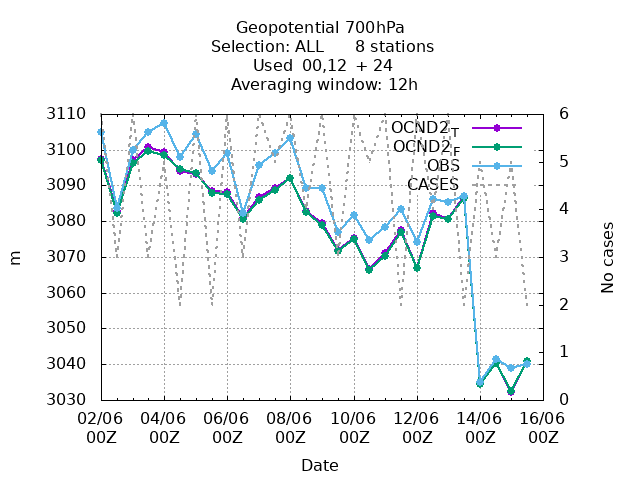 Geopotential 700hPa
Selection: ALL 8 stations
Used 00,12 + 24
Averaging window: 12h
OCND2_T
OCND2_F
OBS
CASES
3110
3100
3090
3080
3070
3060
3050
3040
3030
m
6
5
4
3
2
1
0
No cases
02/06 04/06 06/06 08/06 10/06 12/06 14/06 16/06
00Z 00Z 00Z 00Z 00Z 00Z 00Z 00Z
Date